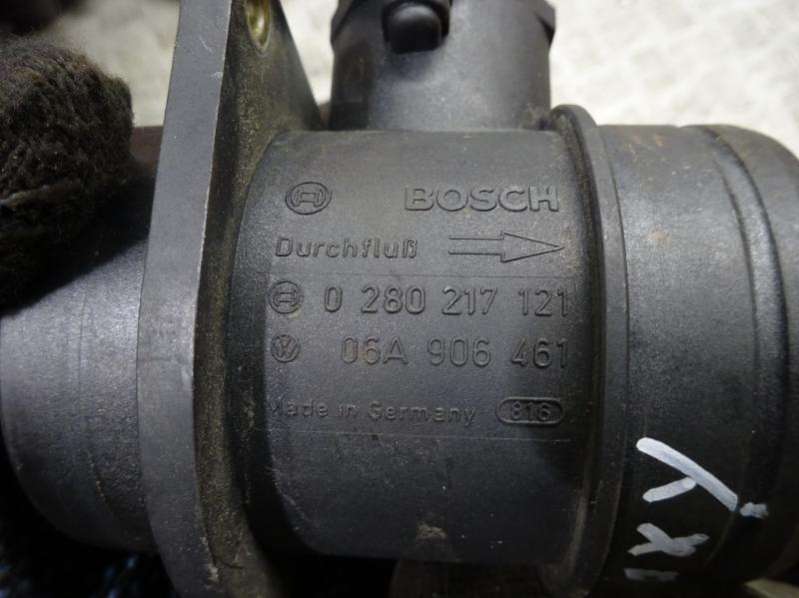 BOSCH
Durchfluß
0 280 217 121
06A 906 461
Made in Germany 816